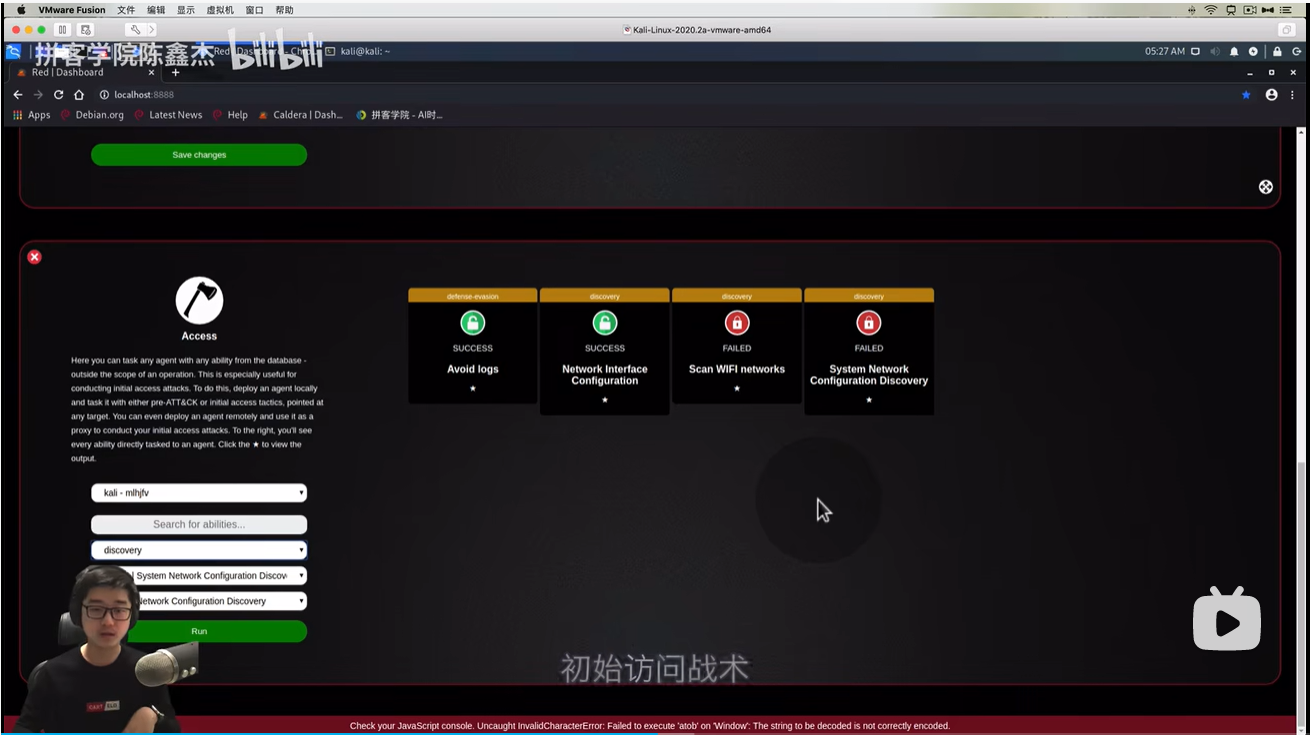 VMware Fusion 文件 编辑 显示 虚拟机 窗口 帮助
Kali-Linux-2020.2a-vmware-amd64
拼客学院陈鑫杰 bilibili
kali@kali: ~
05:27 AM
Red | Dashboard
localhost:8888
Apps Debian.org Latest News Help Caldera | Dash... 拼客学院 - AI时...
Save changes
Access
Here you can task any agent with any ability from the database -
outside the scope of an operation. This is especially useful for
conducting initial access attacks. To do this, deploy an agent locally
and task it with either pre-ATT&CK or initial access tactics, pointed at
any target. You can even deploy an agent remotely and use it as a
proxy to conduct your initial access attacks. To the right, you'll see
every ability directly tasked to an agent. Click the ★ to view the
output.
kali - mlhjfv
Search for abilities...
discovery
| System Network Configuration Discov
Network Configuration Discovery
Run
defense-evasion
SUCCESS
Avoid logs
★
discovery
SUCCESS
Network Interface
Configuration
★
discovery
FAILED
Scan WIFI networks
★
discovery
FAILED
System Network
Configuration Discovery
★
初始访问战术
Check your JavaScript console. Uncaught InvalidCharacterError: Failed to execute 'atob' on 'Window': The string to be decoded is not correctly encoded.